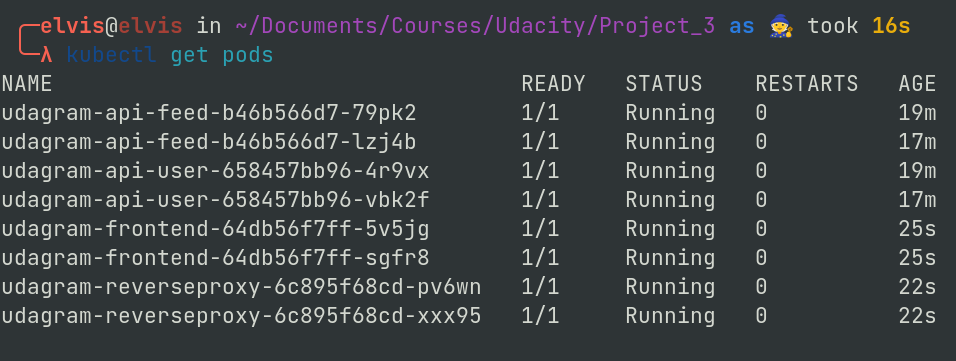 elvis@elvis in ~/Documents/Courses/Udacity/Project_3 as 🧙 took 16s
λ kubectl get pods
NAME READY STATUS RESTARTS AGE
udagram-api-feed-b46b566d7-79pk2 1/1 Running 0 19m
udagram-api-feed-b46b566d7-lzj4b 1/1 Running 0 17m
udagram-api-user-658457bb96-4r9vx 1/1 Running 0 19m
udagram-api-user-658457bb96-vbk2f 1/1 Running 0 17m
udagram-frontend-64db56f7ff-5v5jg 1/1 Running 0 25s
udagram-frontend-64db56f7ff-sgfr8 1/1 Running 0 25s
udagram-reverseproxy-6c895f68cd-pv6wn 1/1 Running 0 22s
udagram-reverseproxy-6c895f68cd-xxx95 1/1 Running 0 22s